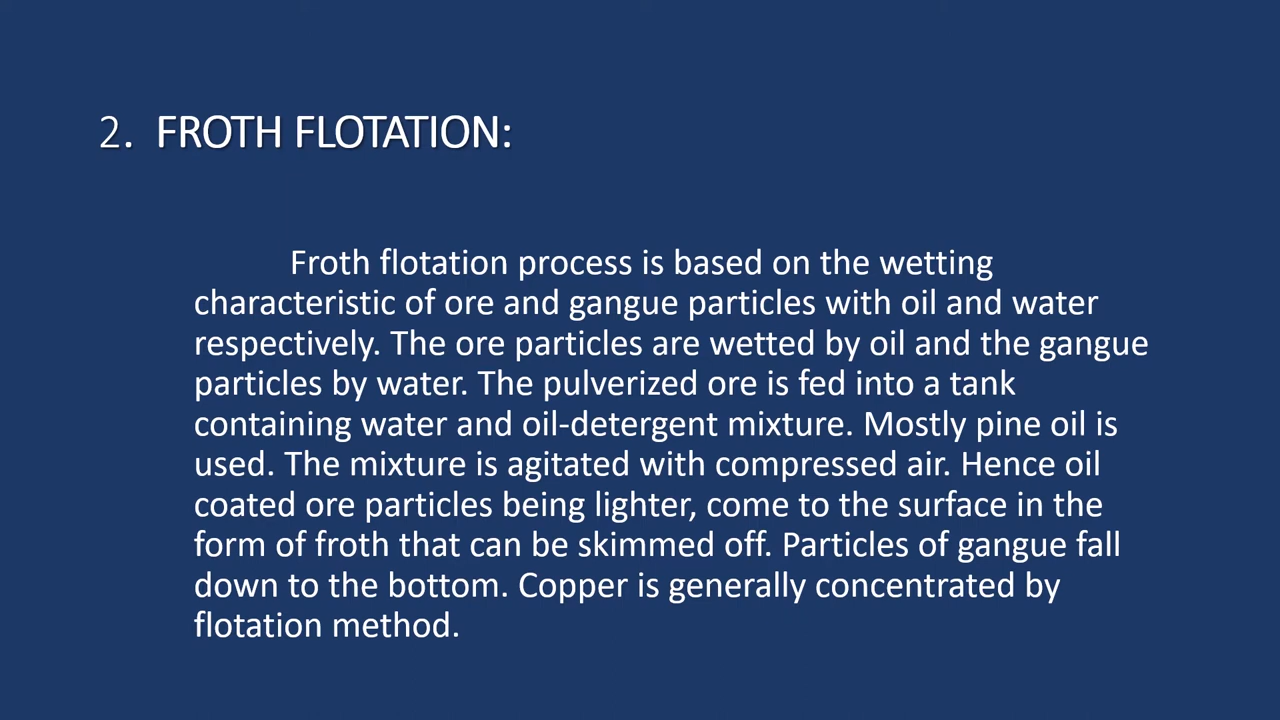 2. FROTH FLOTATION:
Froth flotation process is based on the wetting
characteristic of ore and gangue particles with oil and water
respectively. The ore particles are wetted by oil and the gangue
particles by water. The pulverized ore is fed into a tank
containing water and oil-detergent mixture. Mostly pine oil is
used. The mixture is agitated with compressed air. Hence oil
coated ore particles being lighter, come to the surface in the
form of froth that can be skimmed off. Particles of gangue fall
down to the bottom. Copper is generally concentrated by
flotation method.